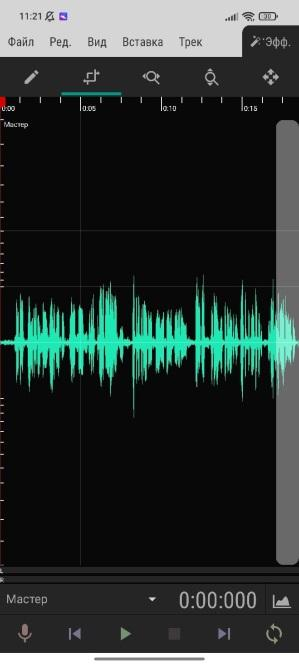 11:21
Файл Ред. Вид Вставка Трек Эфф.
0:00 0:05 0:10 0:15
Мастер
L
R
Мастер 0:00:000